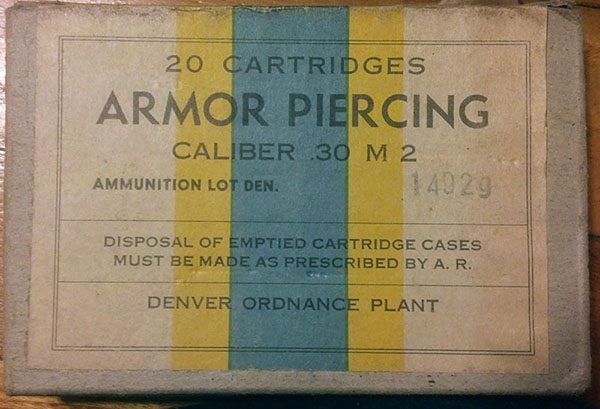 20 CARTRIDGES
ARMOR PIERCING
CALIBER .30 M 2
AMMUNITION LOT DEN. 14029
DISPOSAL OF EMPTIED CARTRIDGE CASES
MUST BE MADE AS PRESCRIBED BY A. R.
DENVER ORDNANCE PLANT